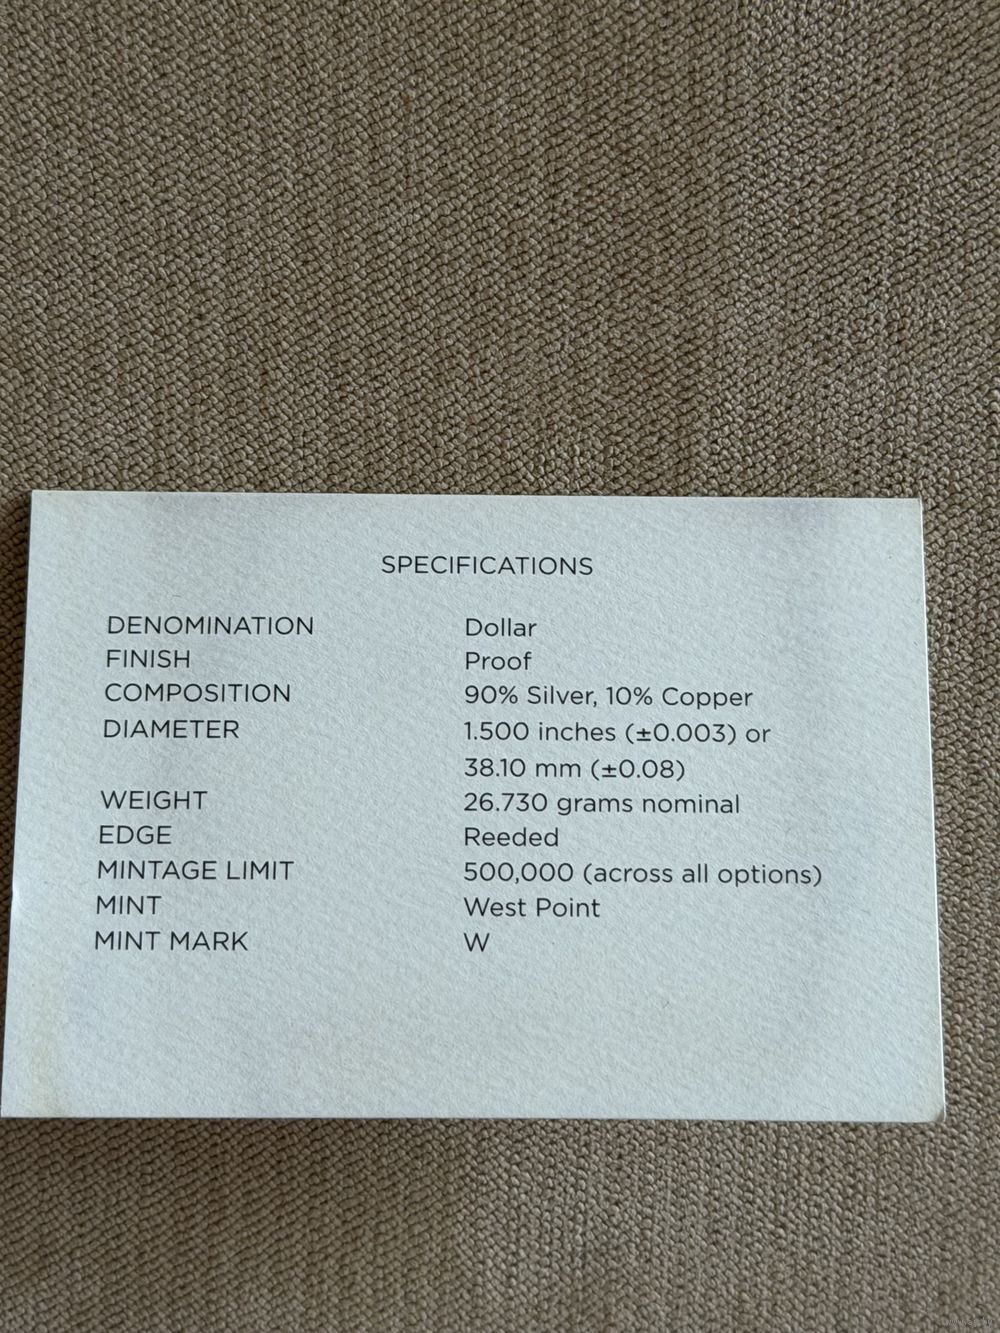 SPECIFICATIONS
DENOMINATION Dollar
FINISH Proof
COMPOSITION 90% Silver, 10% Copper
DIAMETER 1.500 inches (±0.003) or
38.10 mm (±0.08)
WEIGHT 26.730 grams nominal
EDGE Reeded
MINTAGE LIMIT 500,000 (across all options)
MINT West Point
MINT MARK W